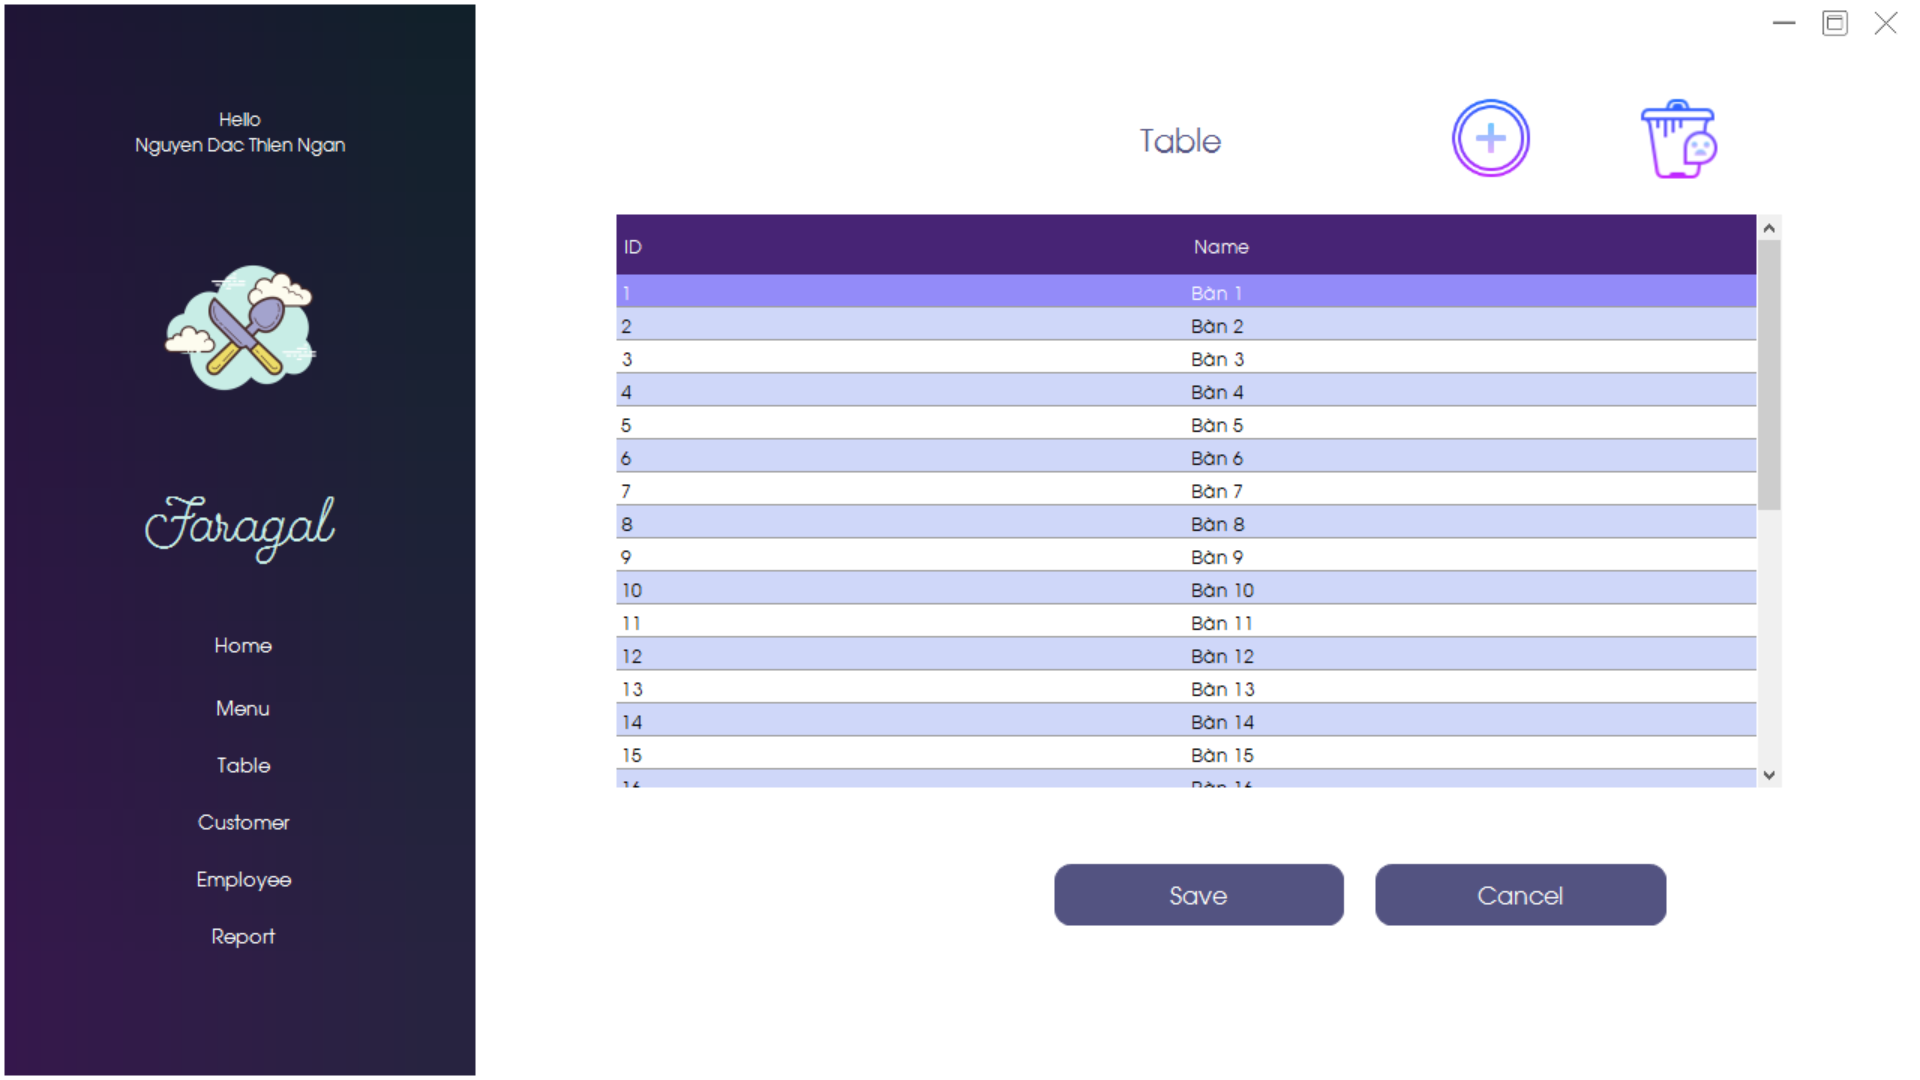 Hello
Nguyen Dac Thien Ngan
Faragal
Home
Menu
Table
Customer
Employee
Report
Table
ID Name
1 Bàn 1
2 Bàn 2
3 Bàn 3
4 Bàn 4
5 Bàn 5
6 Bàn 6
7 Bàn 7
8 Bàn 8
9 Bàn 9
10 Bàn 10
11 Bàn 11
12 Bàn 12
13 Bàn 13
14 Bàn 14
15 Bàn 15
16 Bàn 16
Save Cancel